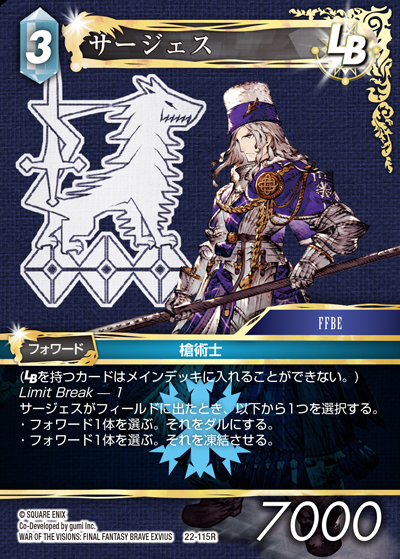 3
サージェス
LB
FFBE
フォワード
槍術士
(LBを持つカードはメインデッキに入れることができない。)
Limit Break — 1
サージェスがフィールドに出たとき、以下から1つを選択する。
・フォワード1体を選ぶ。それをダルにする。
・フォワード1体を選ぶ。それを凍結させる。
© SQUARE ENIX
Co-Developed by gumi Inc.
WAR OF THE VISIONS: FINAL FANTASY BRAVE EXVIUS
22-115R
7000